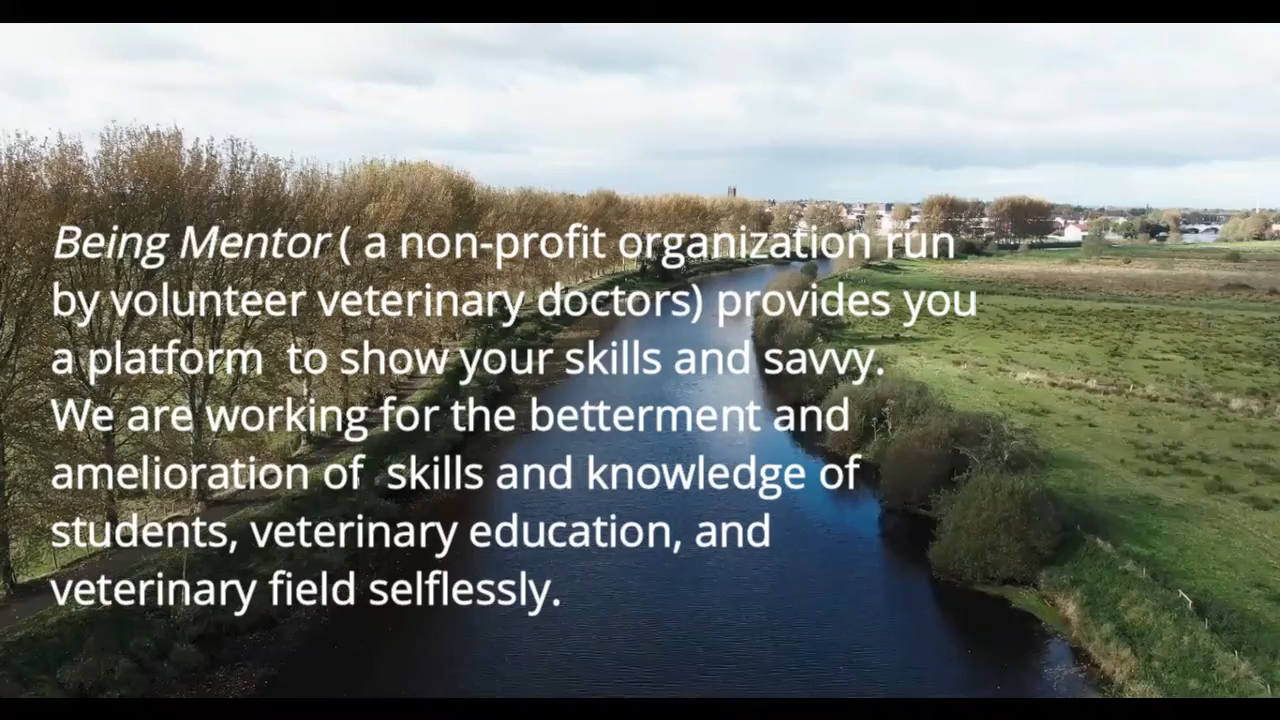 Being Mentor ( a non-profit organization run
by volunteer veterinary doctors) provides you
a platform  to show your skills and savvy.
We are working for the betterment and
amelioration of  skills and knowledge of
students, veterinary education, and
veterinary field selflessly.